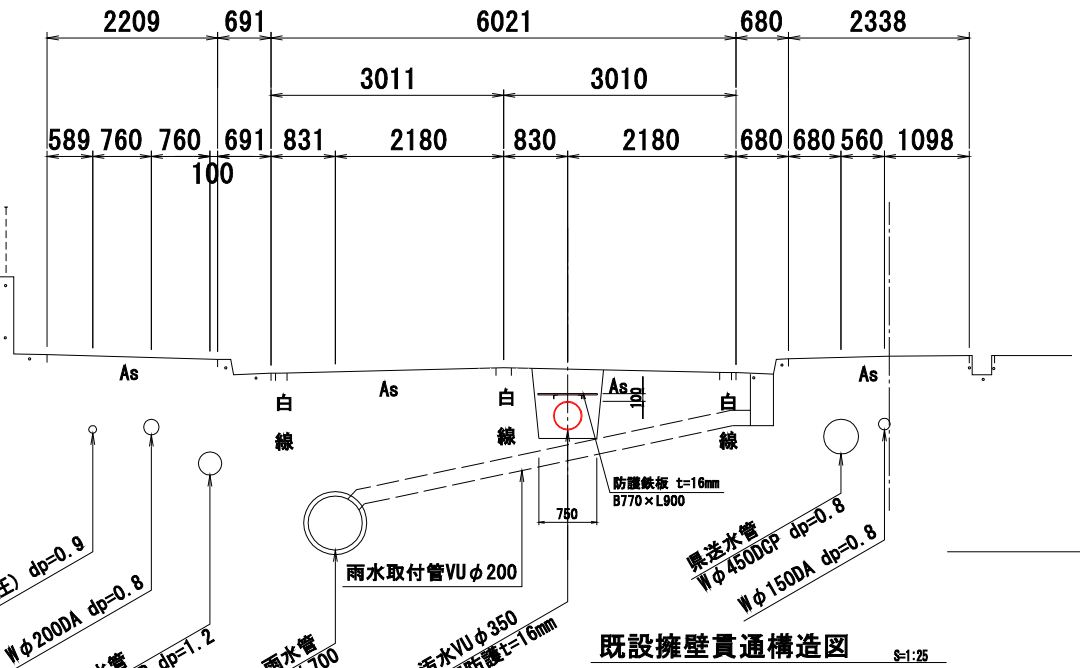 2209 691 6021 680 2338
3011 3010
589 760 760 691 831 2180 830 2180 680 680 560 1098
100
As
As
As
As
100
白線
白線
白線
防護鉄板 t=16mm
B770×L900
750
dp=0.9
Wφ200DA dp=0.8
dp=1.2
水管
雨水管
700
雨水取付管VUφ200
汚水VUφ350
防護t=16mm
県送水管
Wφ450DCP dp=0.8
Wφ150DA dp=0.8
既設擁壁貫通構造図
S=1:25